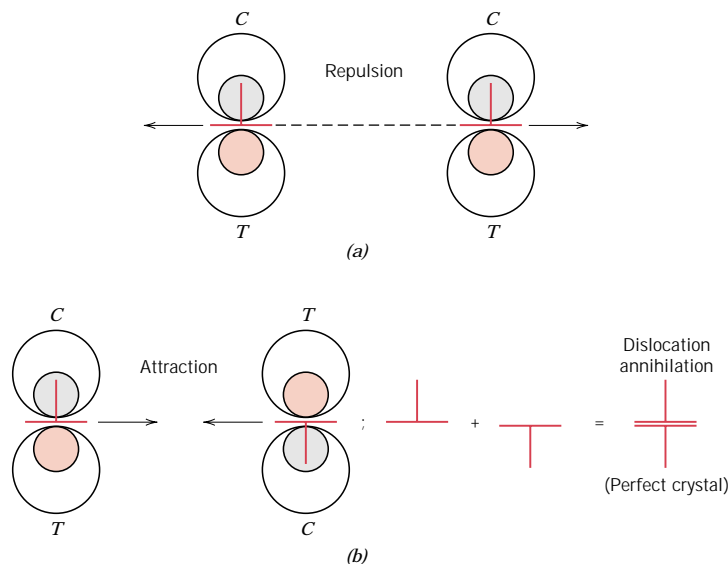 C C
Repulsion
T T
(a)
C T
Attraction
Dislocation
annihilation
; + =
(Perfect crystal)
T C
(b)